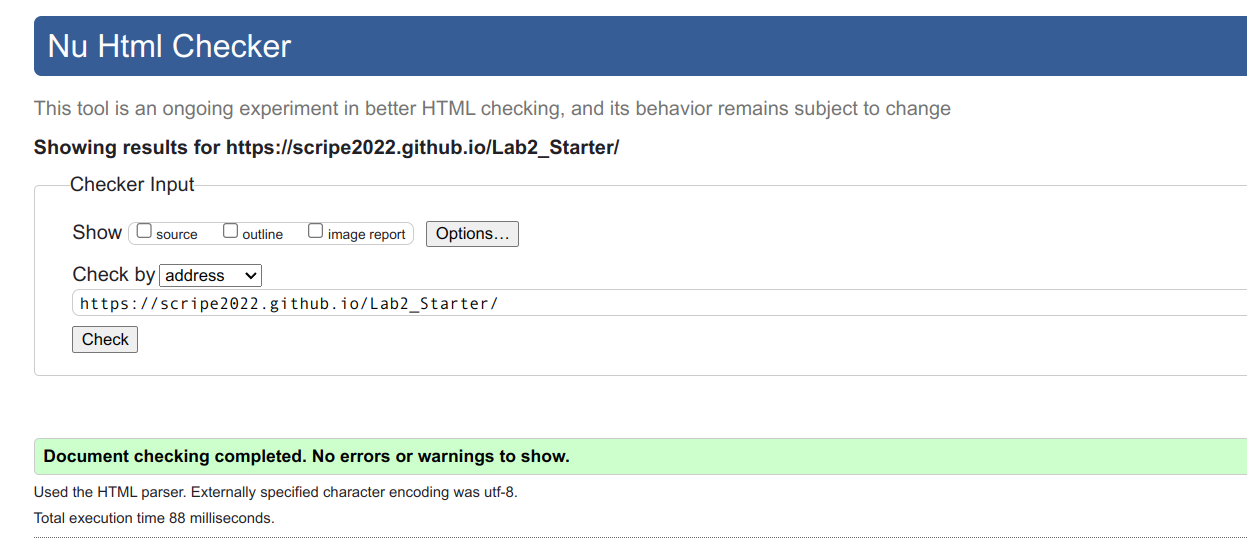 Nu Html Checker
This tool is an ongoing experiment in better HTML checking, and its behavior remains subject to change
Showing results for https://scripe2022.github.io/Lab2_Starter/
Checker Input
Show source outline image report Options…
Check by address
https://scripe2022.github.io/Lab2_Starter/
Check
Document checking completed. No errors or warnings to show.
Used the HTML parser. Externally specified character encoding was utf-8.
Total execution time 88 milliseconds.